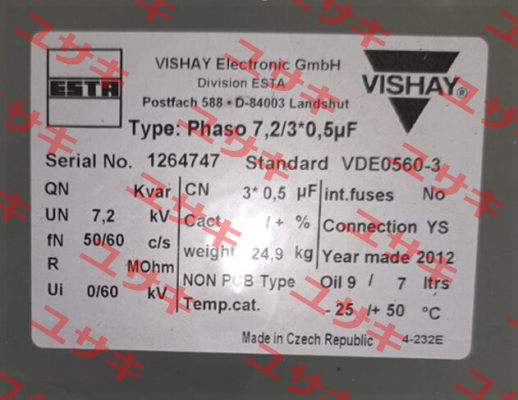 ESTA
VISHAY Electronic GmbH
Division ESTA
Postfach 588 • D-84003 Landshut
VISHAY®
Type: Phaso 7,2/3*0,5µF
Serial No. 1264747 Standard VDE0560-3
QN Kvar CN 3* 0,5 µF int.fuses No
UN 7,2 kV Cact / + % Connection YS
fN 50/60 c/s weight 24,9 kg Year made 2012
R MOhm NON PCB Type Oil 9 / 7 ltrs
Ui 0/60 kV Temp.cat. - 25 /+ 50 °C
Made in Czech Republic 4-232E
ユサキ